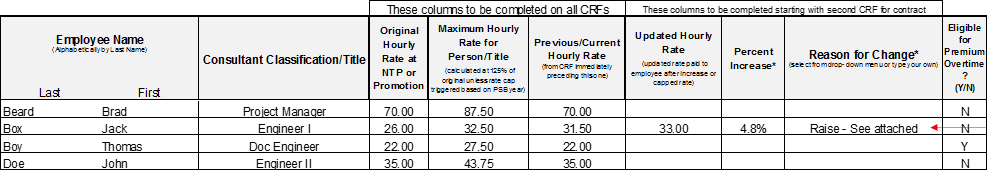 These columns to be completed on all CRFs These columns to be completed starting with second CRF for contract
Employee Name
(Alphabetically by Last Name)
Last First
Consultant Classification/Title
Original
Hourly
Rate at
NTP or
Promotion
Maximum Hourly
Rate for
Person/Title
(calculated at 125% of
original unless rate cap
triggered based on PSB year)
Previous/Current
Hourly Rate
(from CRF immediately
preceding this one)
Updated Hourly
Rate
(updated rate paid to
employee after increase or
capped rate)
Percent
Increase*
Reason for Change*
(select from drop- down menu or type your own)
Eligible
for
Premium
Overtime
?
(Y/N)
Beard Brad Project Manager 70.00 87.50 70.00 N
Box Jack Engineer I 26.00 32.50 31.50 33.00 4.8% Raise - See attached N
Boy Thomas Doc Engineer 22.00 27.50 22.00 Y
Doe John Engineer II 35.00 43.75 35.00 N